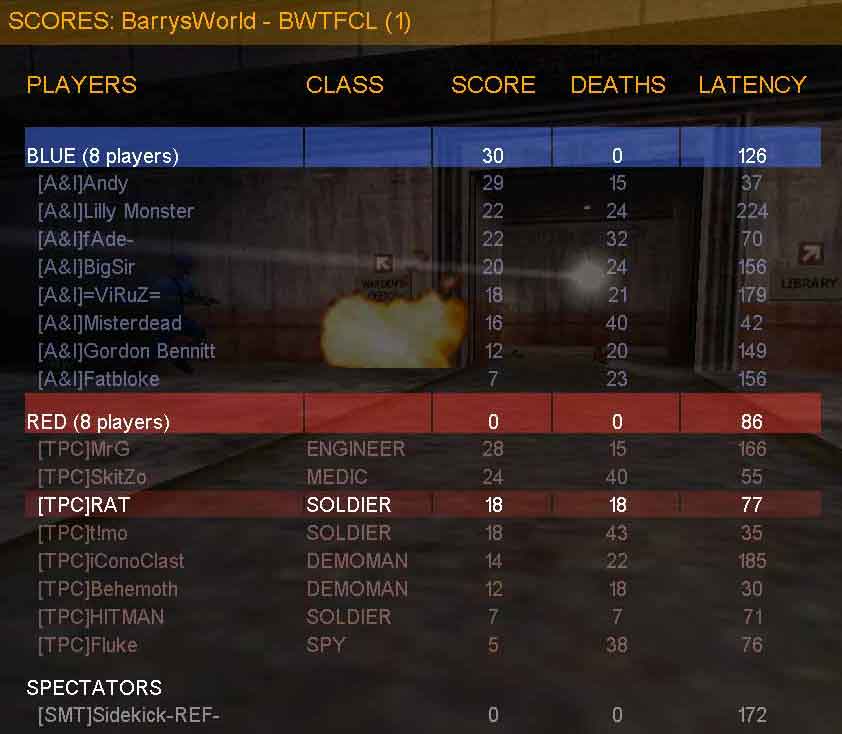 SCORES: BarrysWorld - BWTFCL (1)
PLAYERS CLASS SCORE DEATHS LATENCY
BLUE (8 players) 30 0 126
[A&I]Andy 29 15 37
[A&I]Lilly Monster 22 24 224
[A&I]fAde- 22 32 70
[A&I]BigSir 20 24 156
[A&I]=ViRuZ= 18 21 179
[A&I]Misterdead 16 40 42
[A&I]Gordon Bennitt 12 20 149
[A&I]Fatbloke 7 23 156
RED (8 players) 0 0 86
[TPC]MrG ENGINEER 28 15 166
[TPC]SkitZo MEDIC 24 40 55
[TPC]RAT SOLDIER 18 18 77
[TPC]t!mo SOLDIER 18 43 35
[TPC]iConoClast DEMOMAN 14 22 185
[TPC]Behemoth DEMOMAN 12 18 30
[TPC]HITMAN SOLDIER 7 7 71
[TPC]Fluke SPY 5 38 76
SPECTATORS
[SMT]Sidekick-REF- 0 0 172
LIBRARY